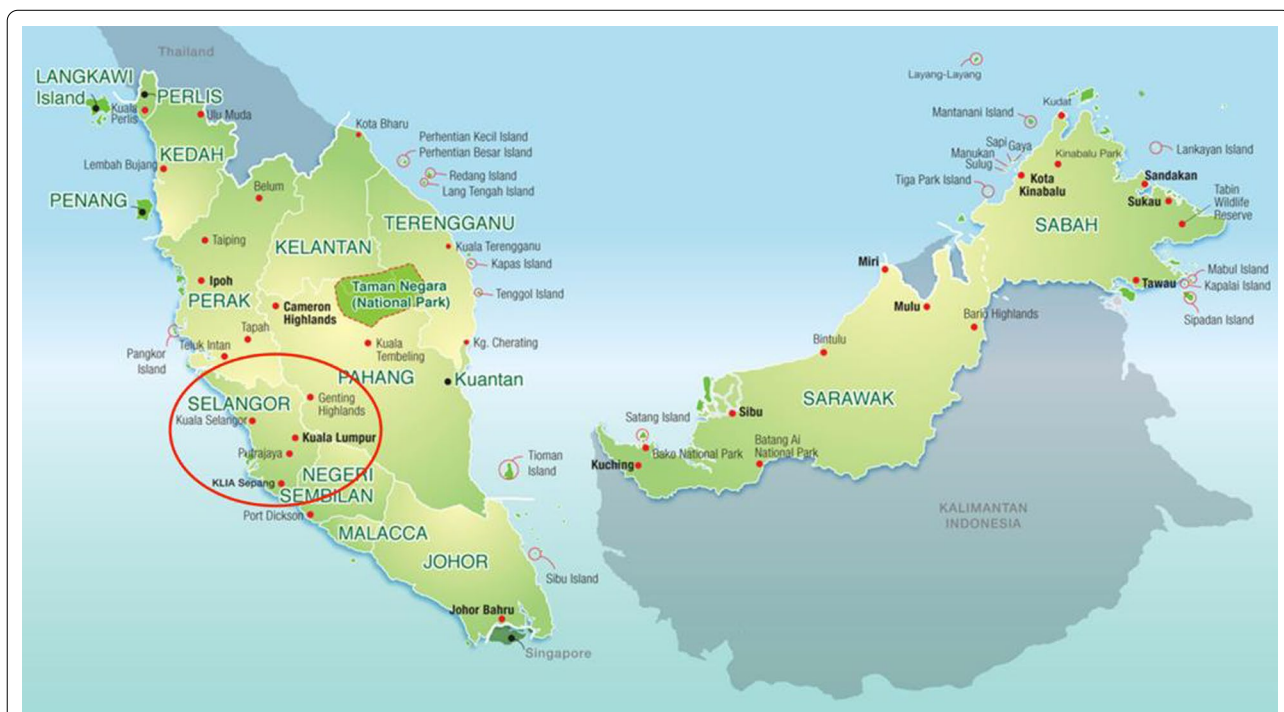 Thailand
LANGKAWI
Island
PERLIS
Kuala
Perlis
Ulu Muda
Kota Bharu
KEDAH
Lembah Bujang
Perhentian Kecil Island
Perhentian Besar Island
Redang Island
Lang Tengah Island
Belum
PENANG
TERENGGANU
Taiping
KELANTAN
Kuala Terengganu
Kapas Island
Ipoh
Taman Negara
(National Park)
Tenggol Island
PERAK
Cameron
Highlands
Tapah
Teluk Intan
Pangkor
Island
Kuala
Tembeling
Kg. Cherating
PAHANG
Kuantan
SELANGOR
Genting
Highlands
Kuala Selangor
Kuala Lumpur
Putrajaya
KLIA Sepang
NEGERI
SEMBILAN
Tioman
Island
Port Dickson
MALACCA
JOHOR
Sibu Island
Johor Bahru
Singapore
Layang-Layang
Mantanani Island
Kudat
Sapi
Gaya
Manukan
Sulug
Kinabalu Park
Lankayan Island
Tiga Park Island
Kota
Kinabalu
Sandakan
Sukau
Tabin
Wildlife
Reserve
SABAH
Miri
Mabul Island
Kapalai Island
Tawau
Sipadan Island
Mulu
Bario Highlands
Bintulu
SARAWAK
Satang Island
Sibu
Bako National Park
Batang Ai
National Park
Kuching
KALIMANTAN
INDONESIA